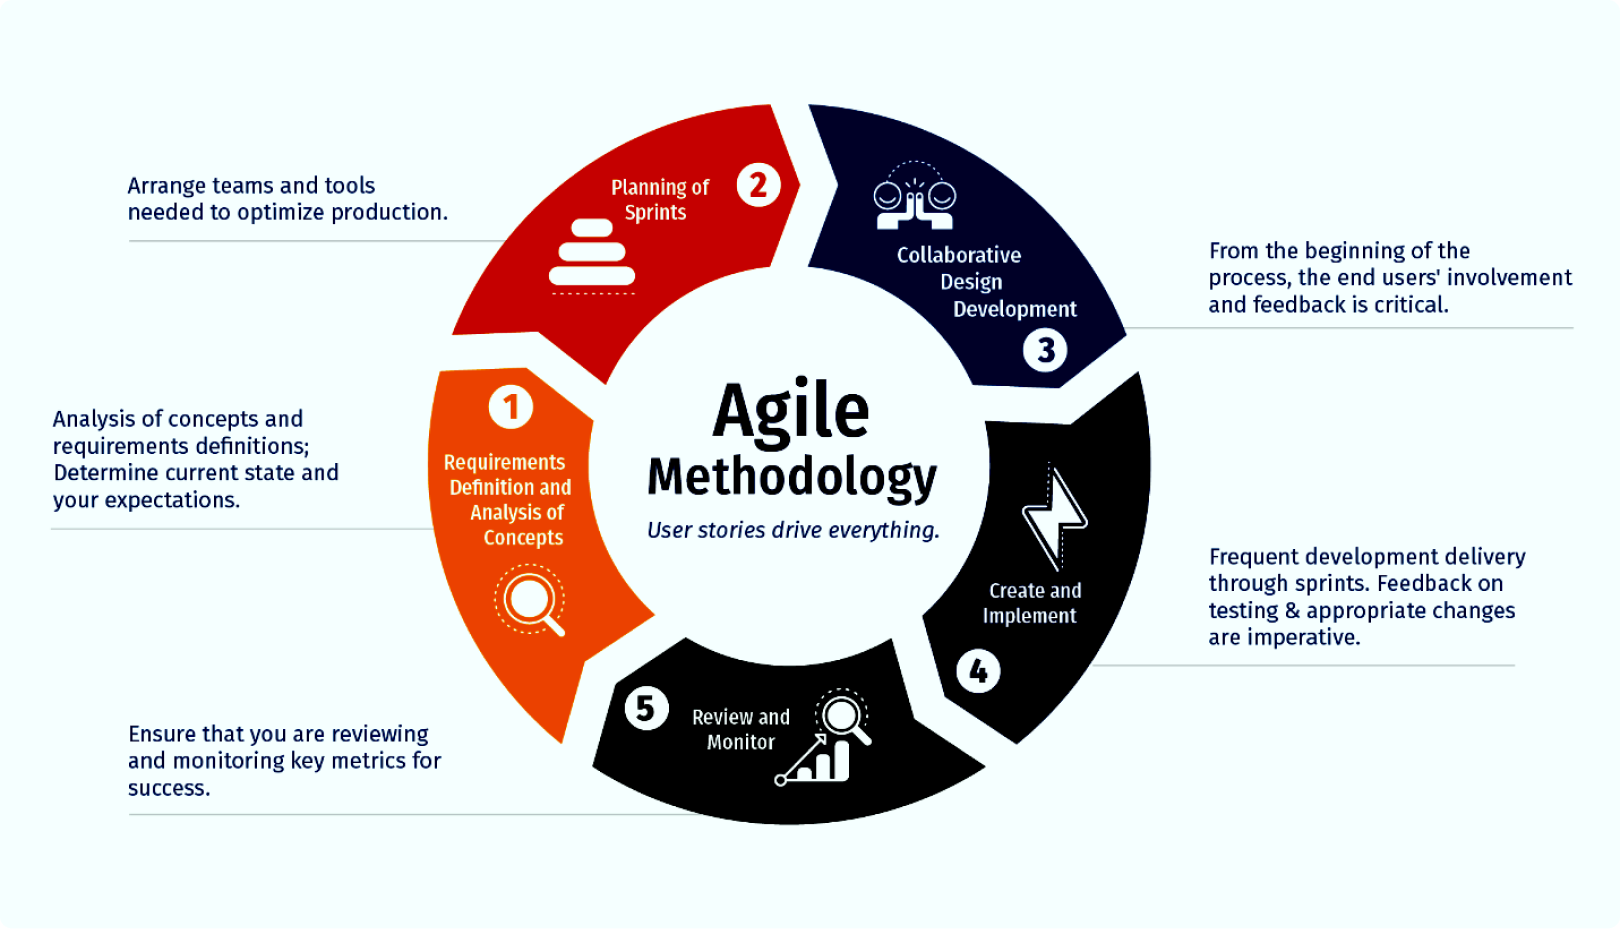 Agile
Methodology
User stories drive everything.
1
Requirements
Definition and
Analysis of
Concepts
Analysis of concepts and
requirements definitions;
Determine current state and
your expectations.
2
Planning of
Sprints
Arrange teams and tools
needed to optimize production.
Collaborative
Design
Development
3
From the beginning of the
process, the end users' involvement
and feedback is critical.
Create and
Implement
4
Frequent development delivery
through sprints. Feedback on
testing & appropriate changes
are imperative.
5
Review and
Monitor
Ensure that you are reviewing
and monitoring key metrics for
success.